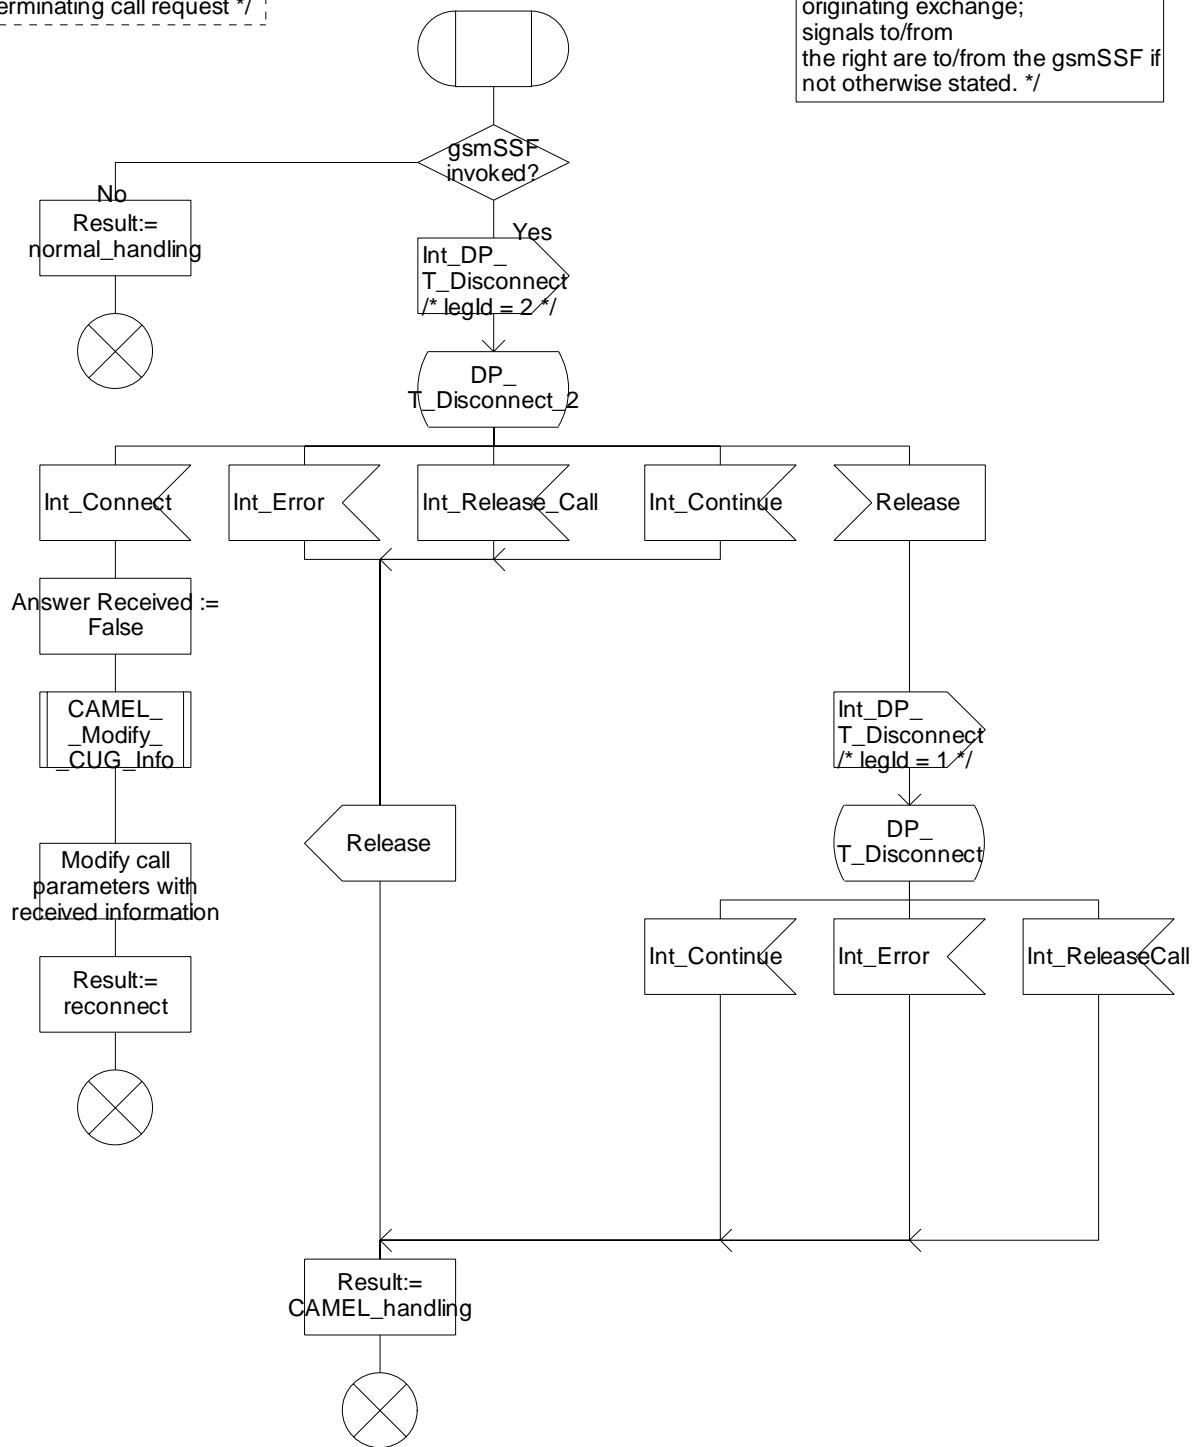 erminating call request */
originating exchange;
signals to/from
the right are to/from the gsmSSF if
not otherwise stated. */
gsmSSF
invoked?
No
Result:=
normal_handling
Yes
Int_DP_
T_Disconnect
/* legId = 2 */
DP_
T_Disconnect_2
Int_Connect
Int_Error
Int_Release_Call
Int_Continue
Release
Answer Received :=
False
CAMEL_
_Modify_
_CUG_Info
Int_DP_
T_Disconnect
/* legId = 1 */
Release
DP_
T_Disconnect
Modify call
parameters with
received information
Int_Continue
Int_Error
Int_ReleaseCall
Result:=
reconnect
Result:=
CAMEL_handling